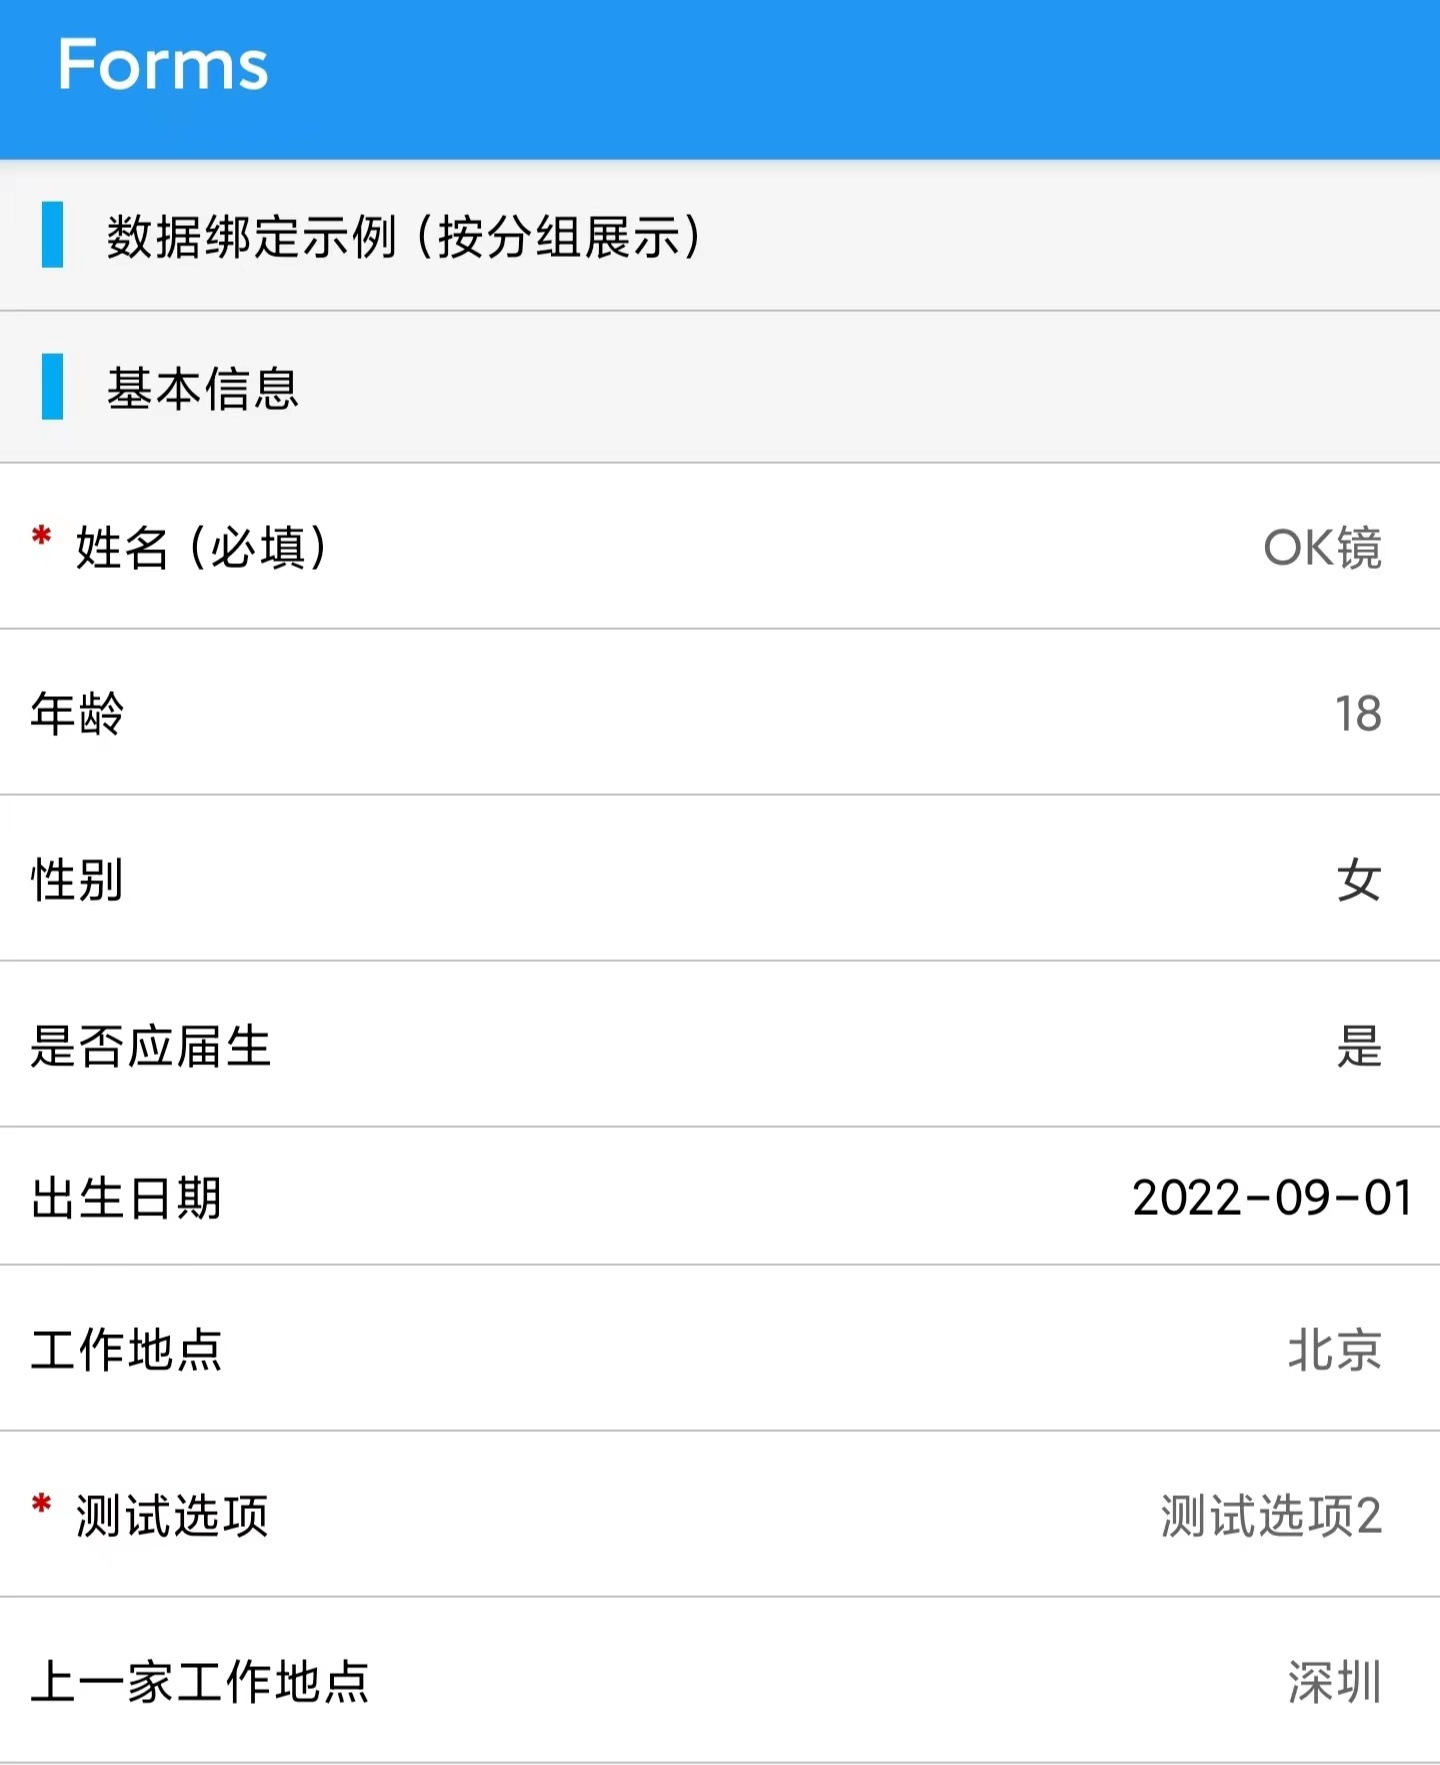 Forms
数据绑定示例（按分组展示）
基本信息
* 姓名（必填） OK镜
年龄 18
性别 女
是否应届生 是
出生日期 2022-09-01
工作地点 北京
* 测试选项 测试选项2
上一家工作地点 深圳